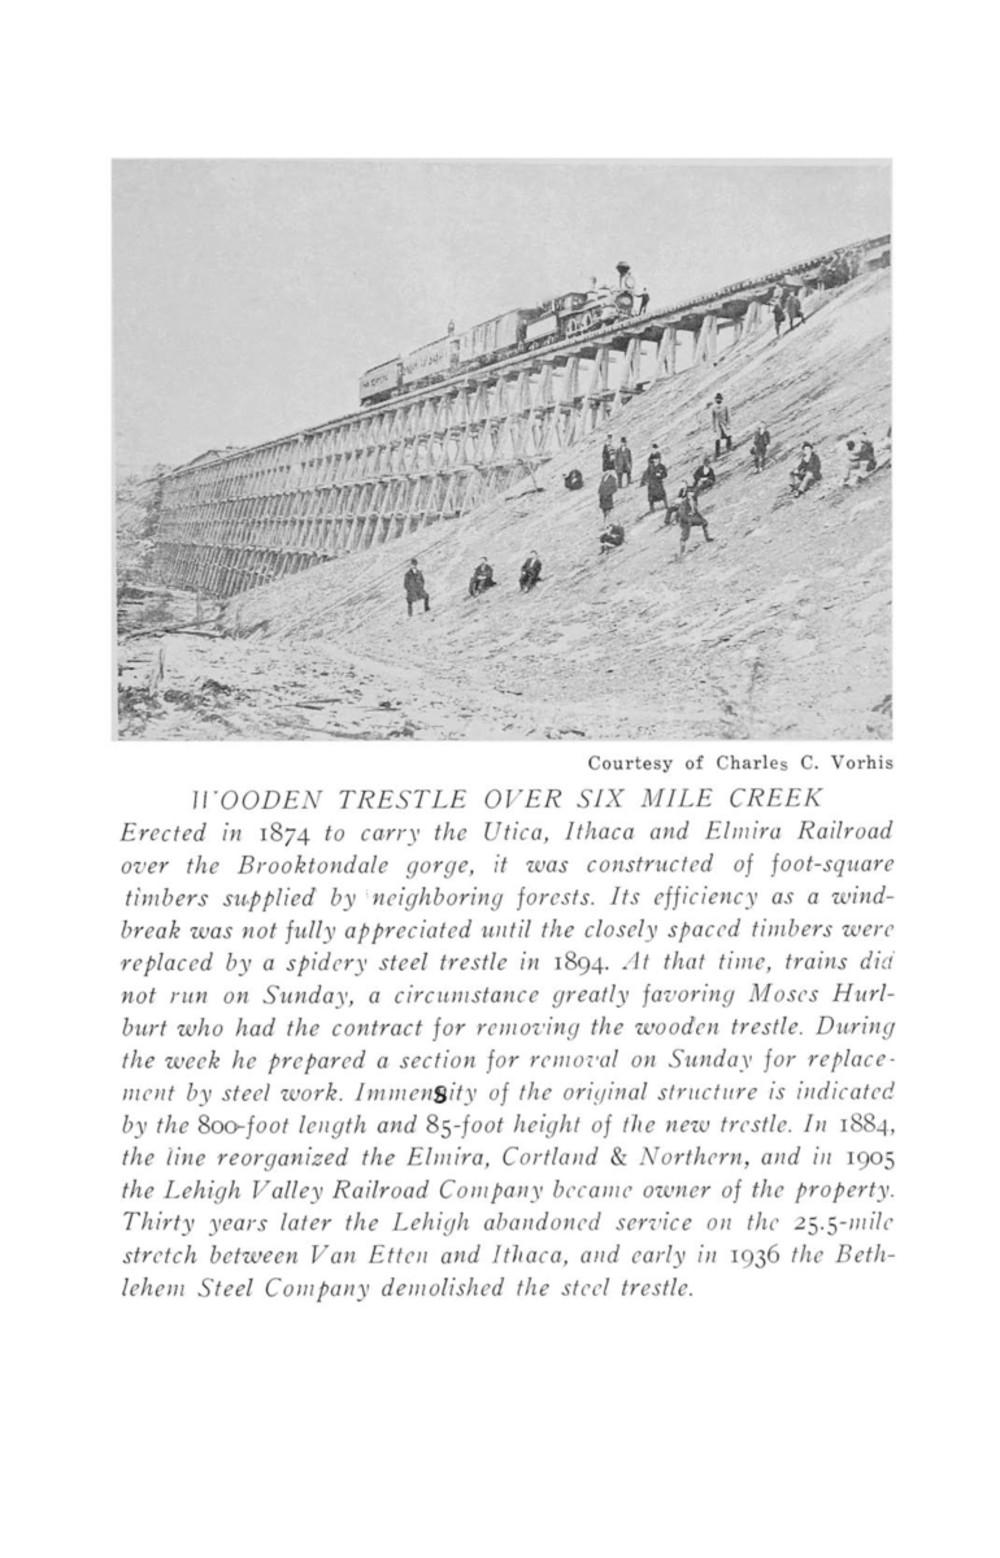 Courtesy of Charles C. Vorhis
WOODEN TRESTLE OVER SIX MILE CREEK
Erected in 1874 to carry the Utica, Ithaca and Elmira Railroad
over the Brooktondale gorge, it was constructed of foot-square
timbers supplied by neighboring forests. Its efficiency as a wind-
break was not fully appreciated until the closely spaced timbers were
replaced by a spidery steel trestle in 1894. At that time, trains did
not run on Sunday, a circumstance greatly favoring Moses Hurl-
burt who had the contract for removing the wooden trestle. During
the week he prepared a section for removal on Sunday for replace-
ment by steel work. Immensity of the original structure is indicated
by the 800-foot length and 85-foot height of the new trestle. In 1884,
the line reorganized the Elmira, Cortland & Northern, and in 1905
the Lehigh Valley Railroad Company became owner of the property.
Thirty years later the Lehigh abandoned service on the 25.5-mile
stretch between Van Etten and Ithaca, and early in 1936 the Beth-
lehem Steel Company demolished the steel trestle.